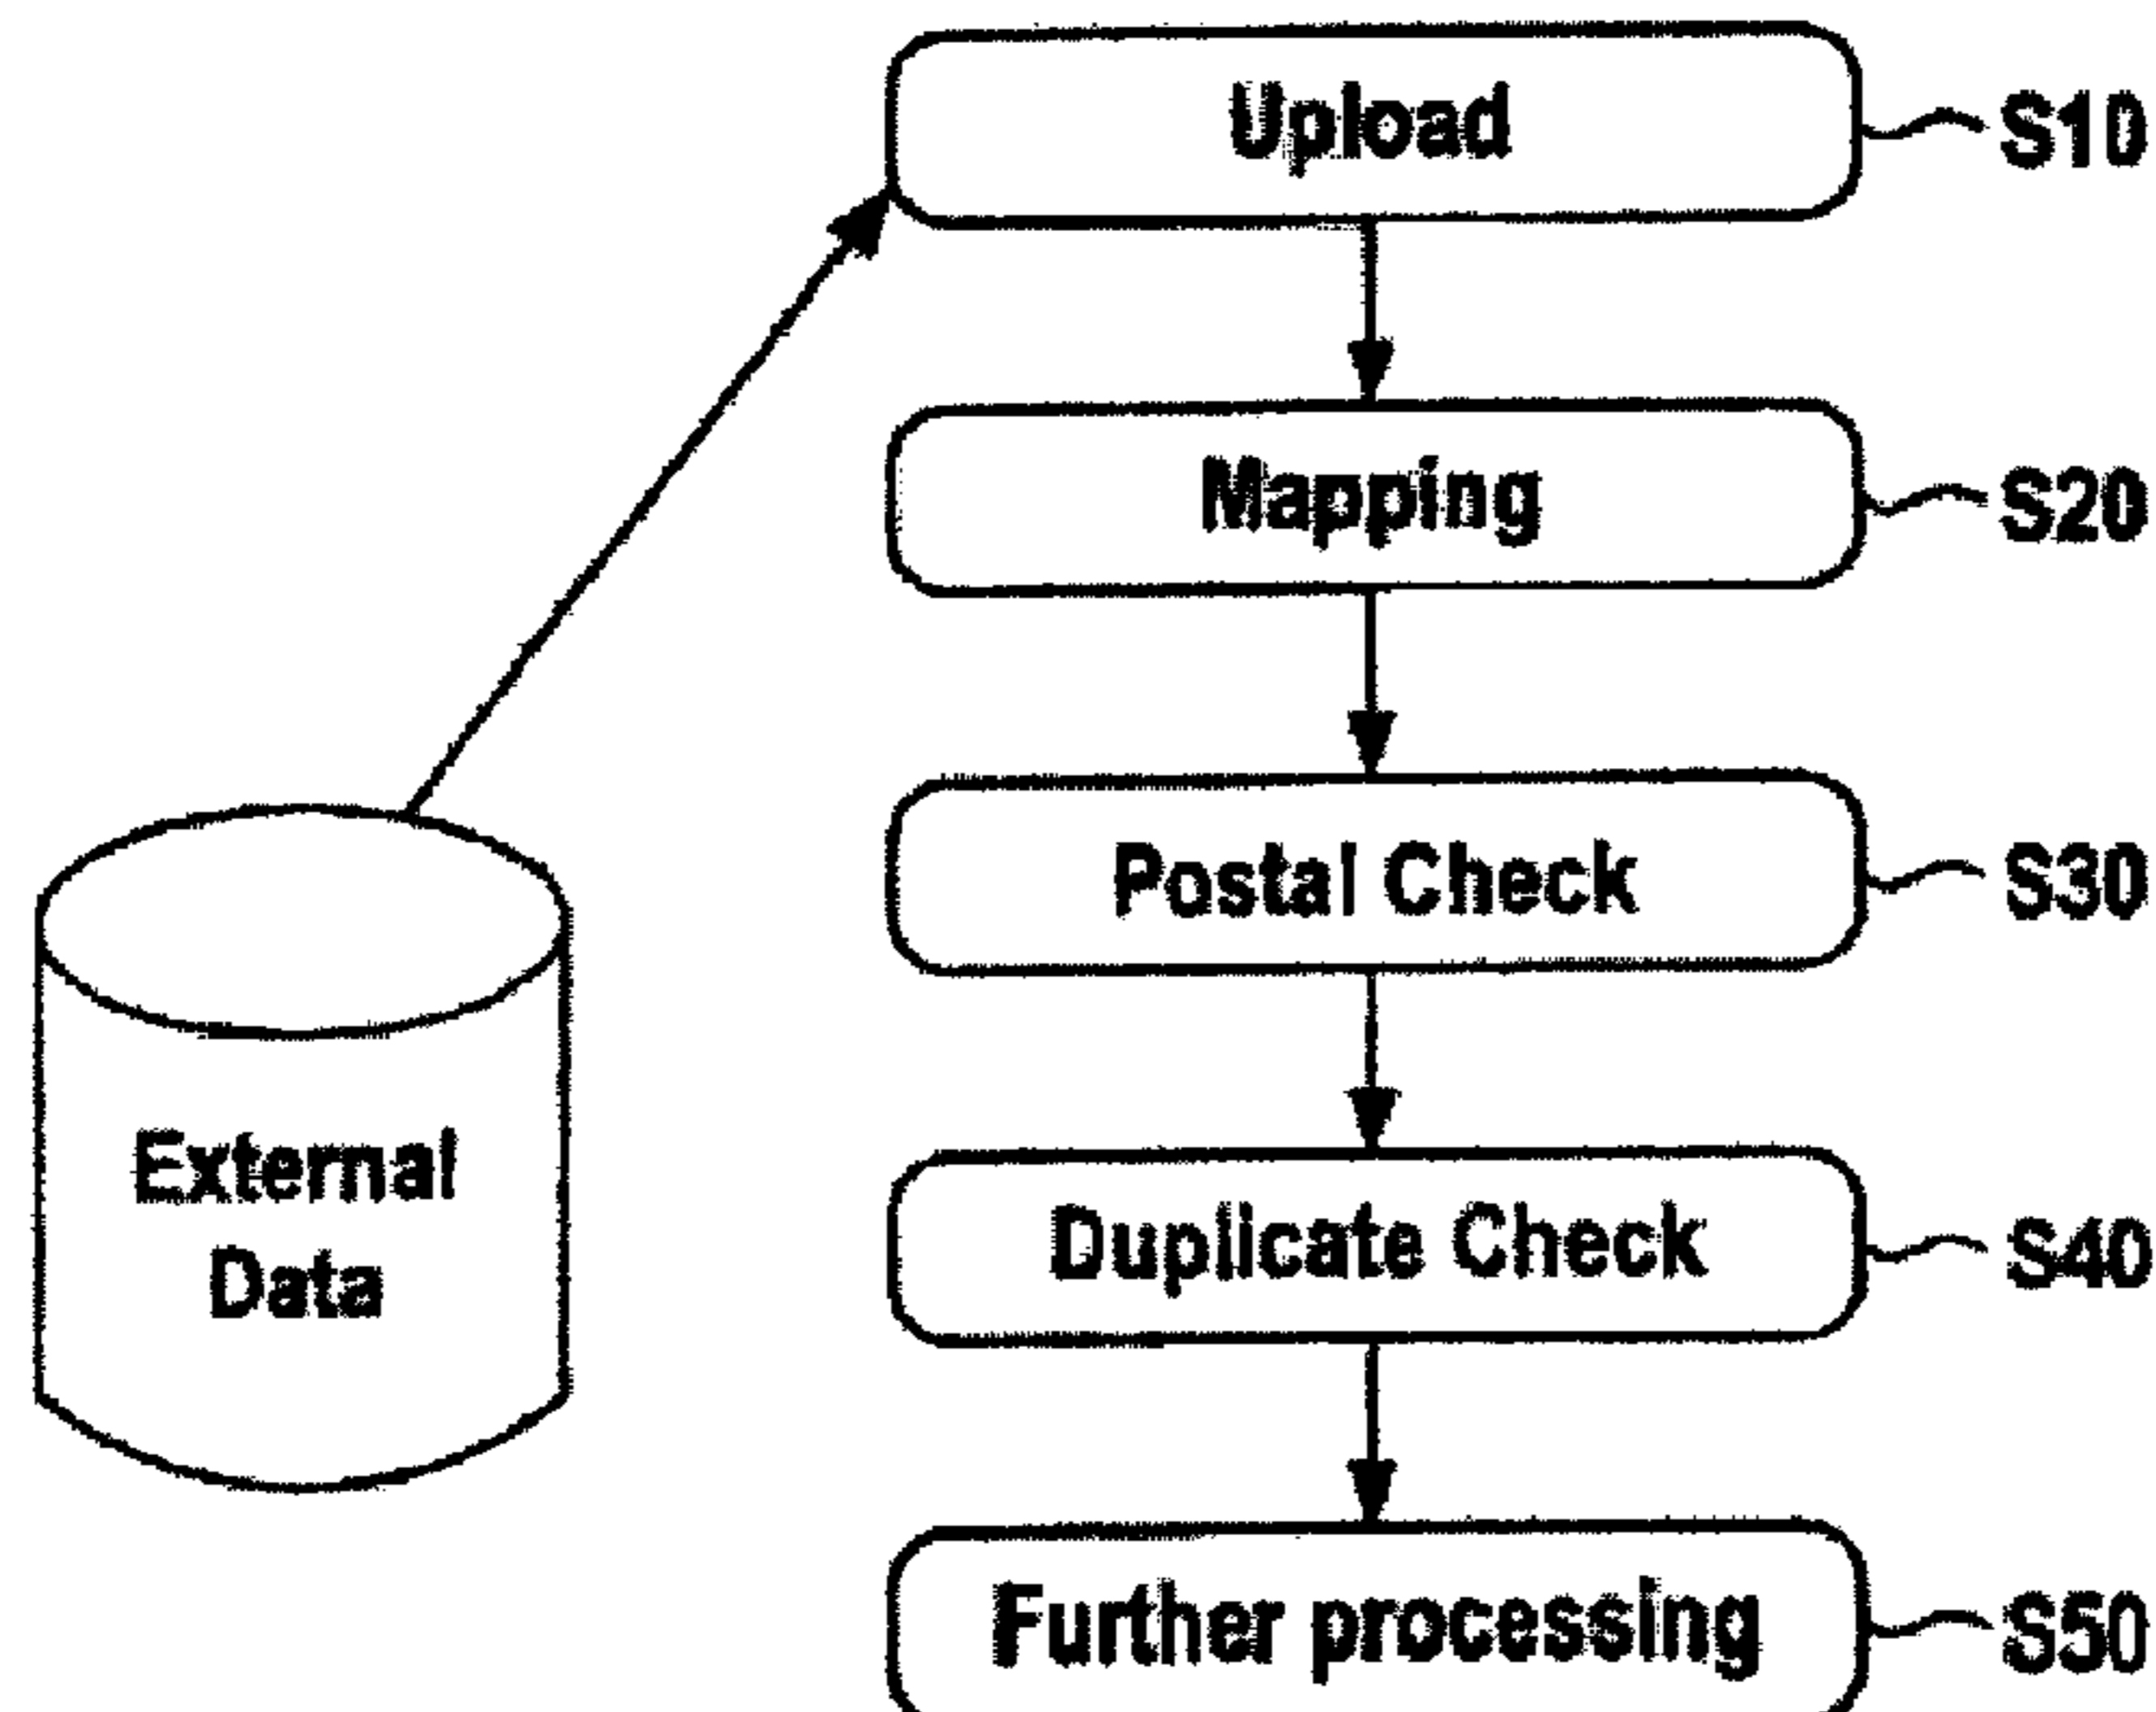 Upload
S10
Mapping
S20
Postal Check
S30
External
Data
Duplicate Check
S40
Further processing
S50